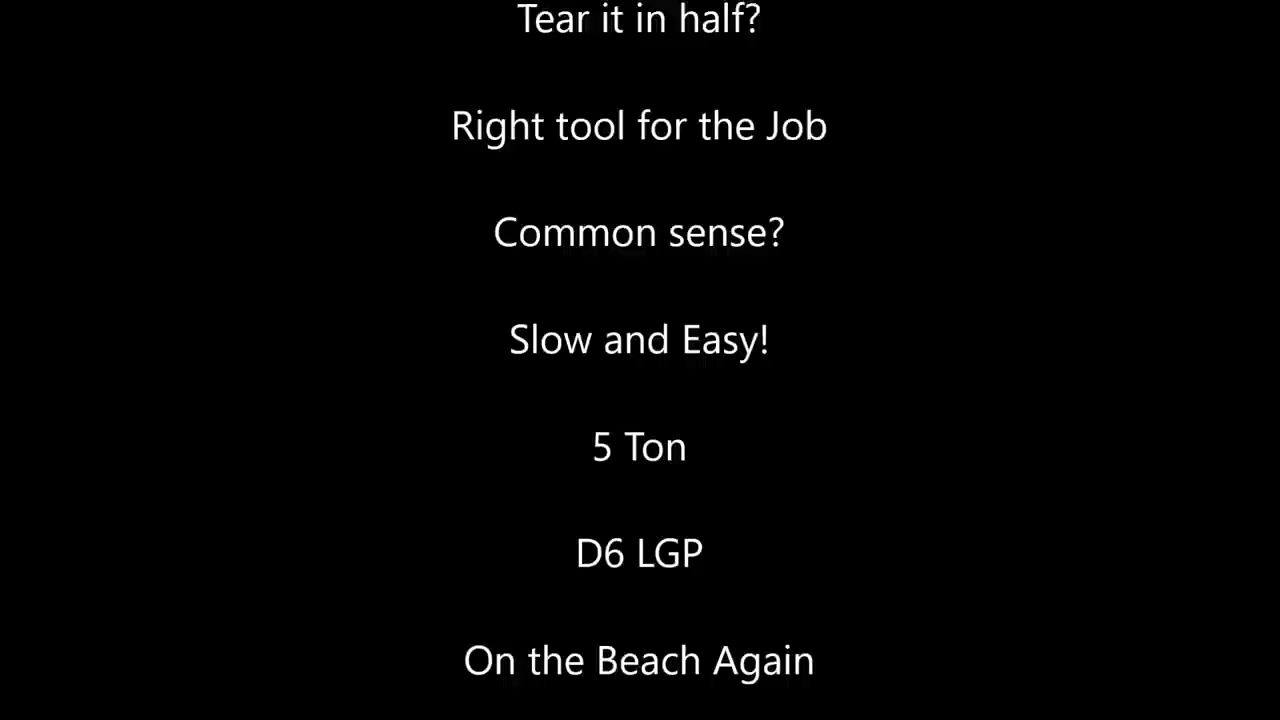 Tear it in half?
Right tool for the Job
Common sense?
Slow and Easy!
5 Ton
D6 LGP
On the Beach Again